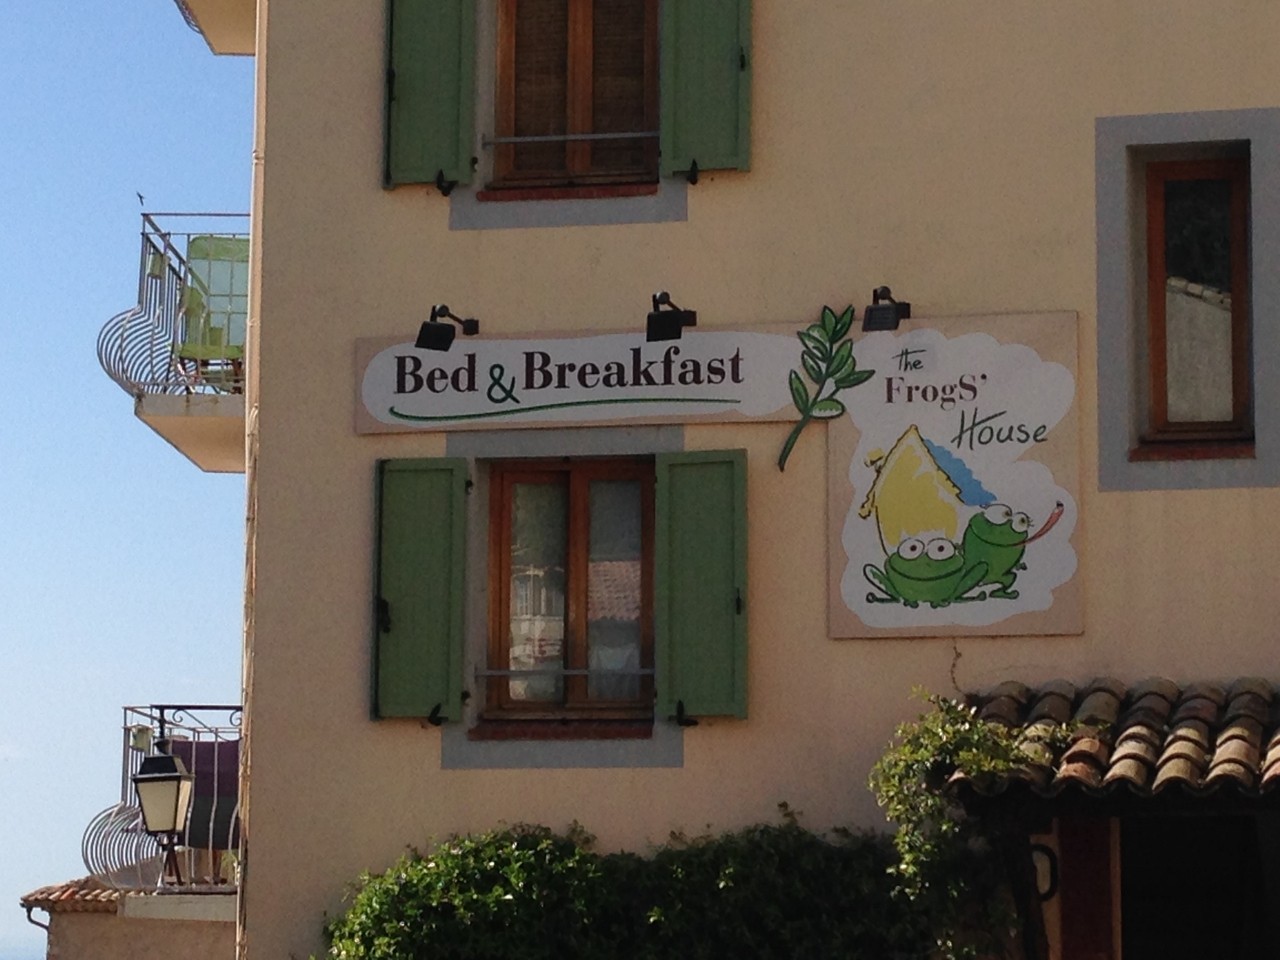 Bed & Breakfast
the
FrogS'
House